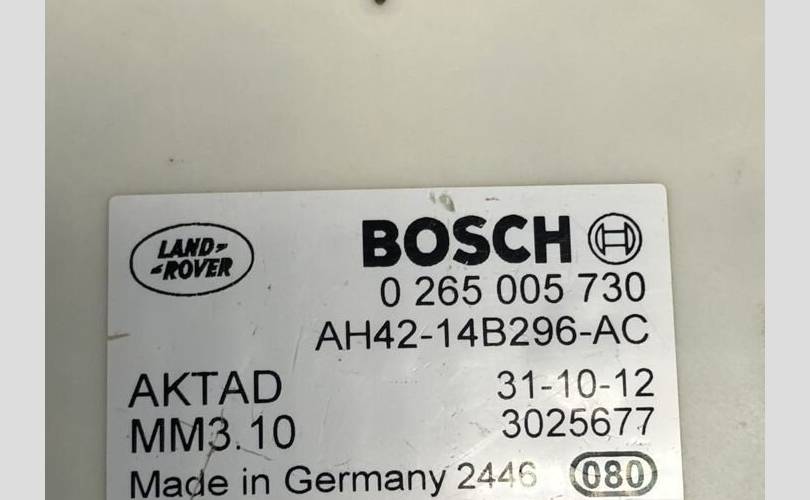 LAND-
-ROVER
BOSCH
0 265 005 730
AH42-14B296-AC
AKTAD 31-10-12
MM3.10 3025677
Made in Germany 2446 080